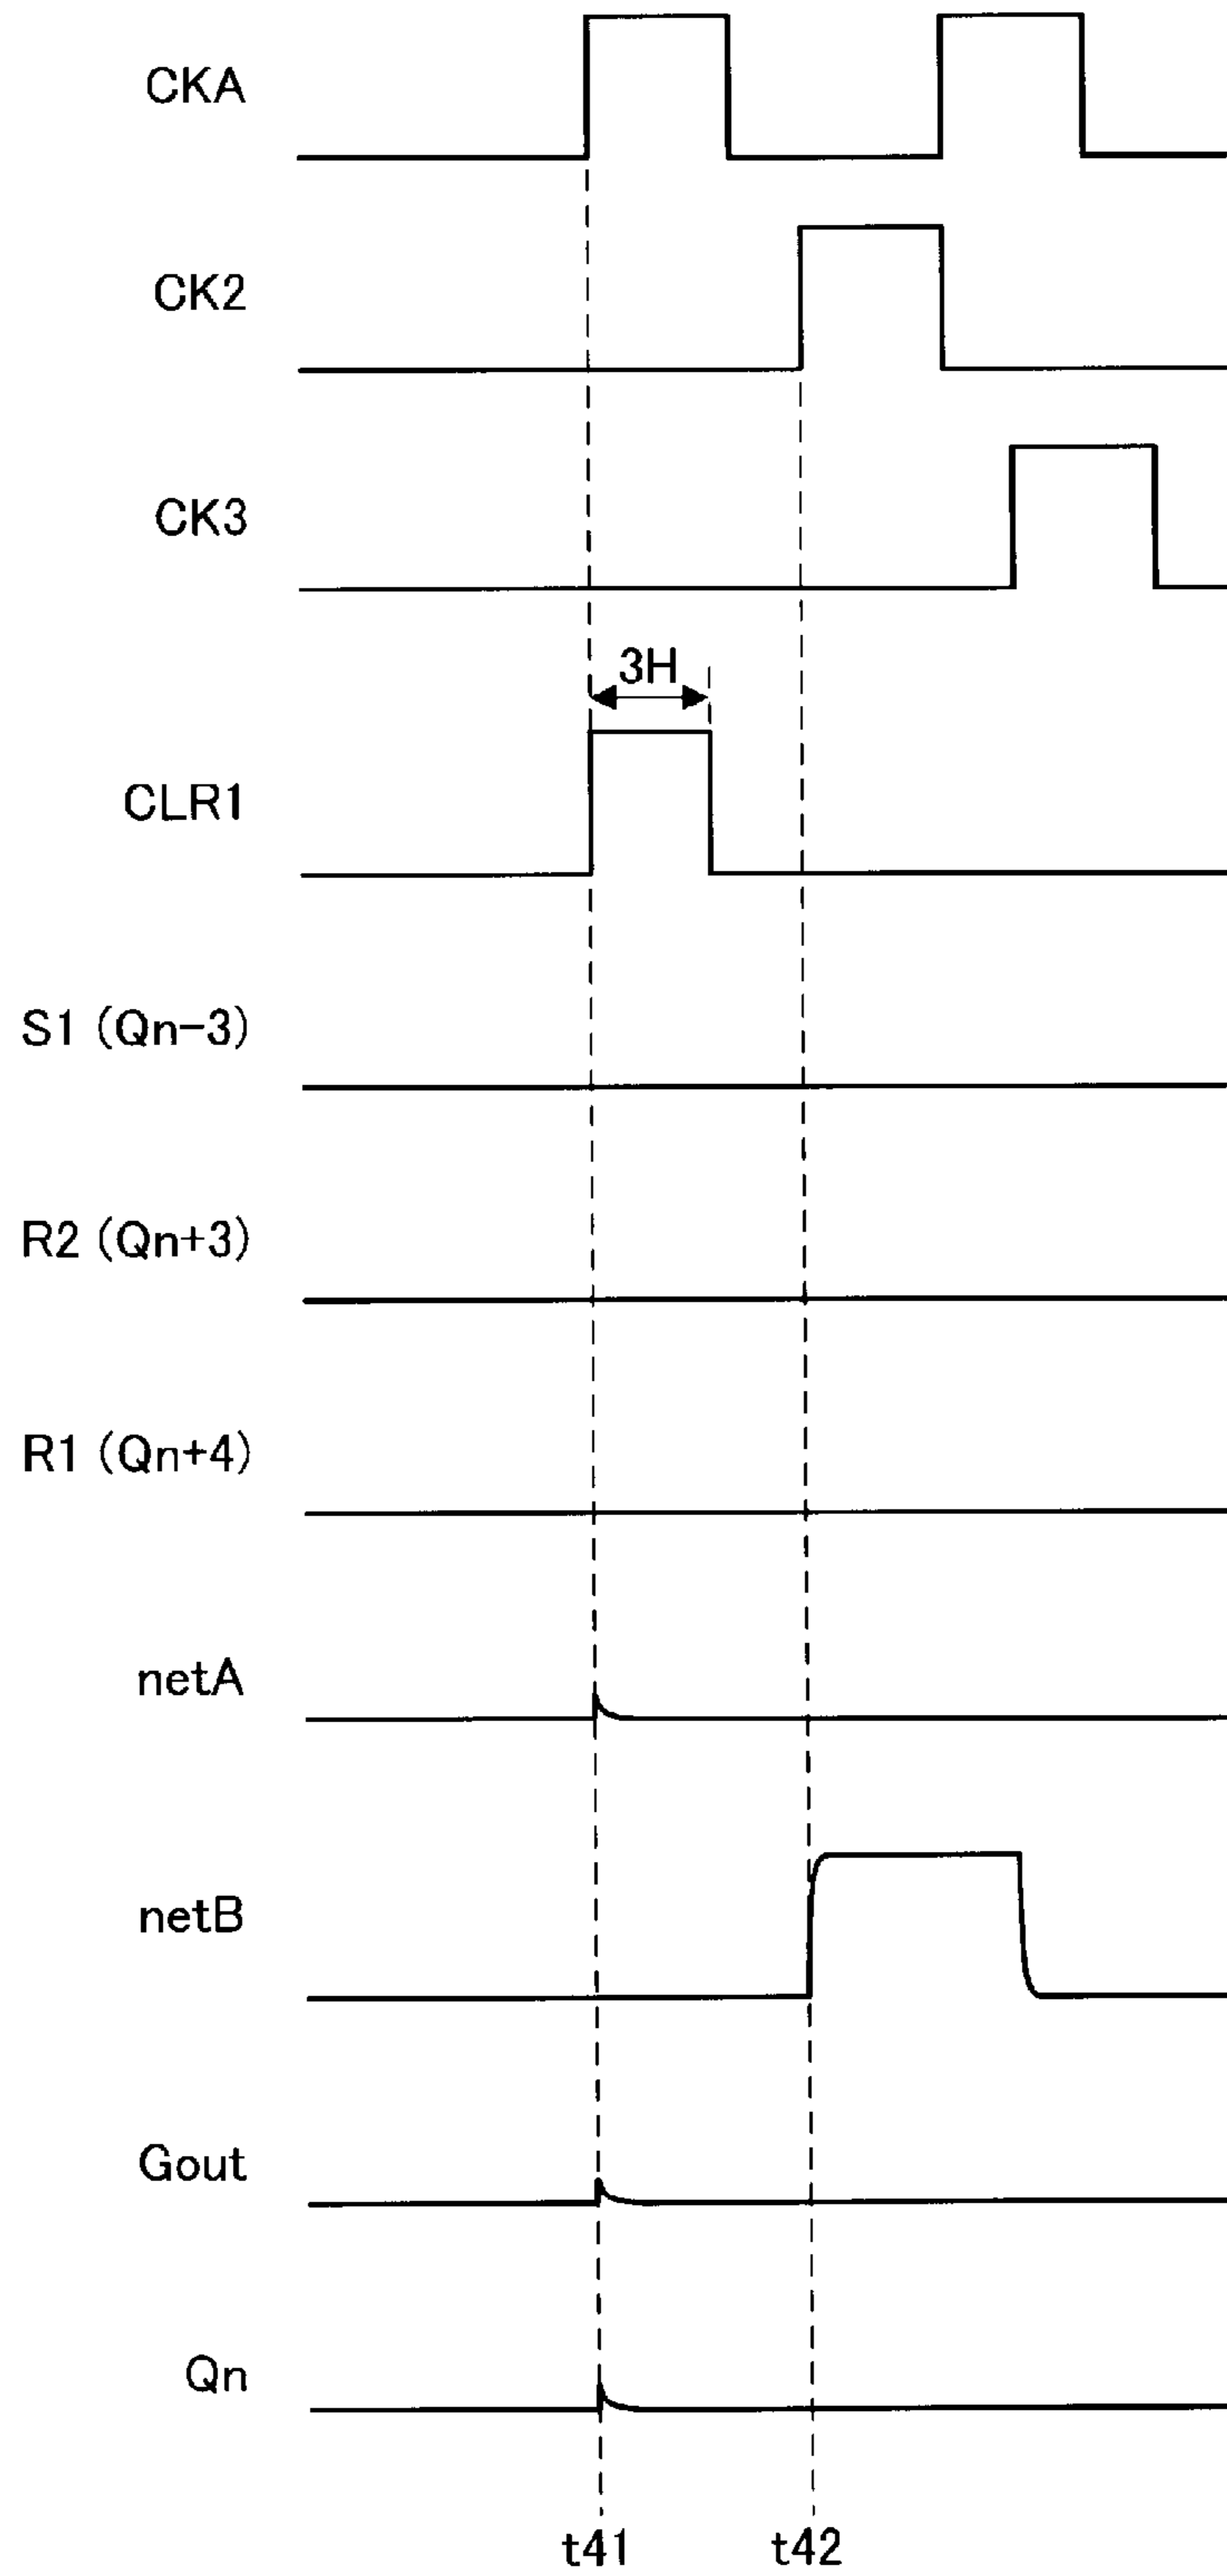 CKA
CK2
CK3
3H
CLR1
S1 (Qn-3)
R2 (Qn+3)
R1 (Qn+4)
netA
netB
Gout
Qn
t41 t42